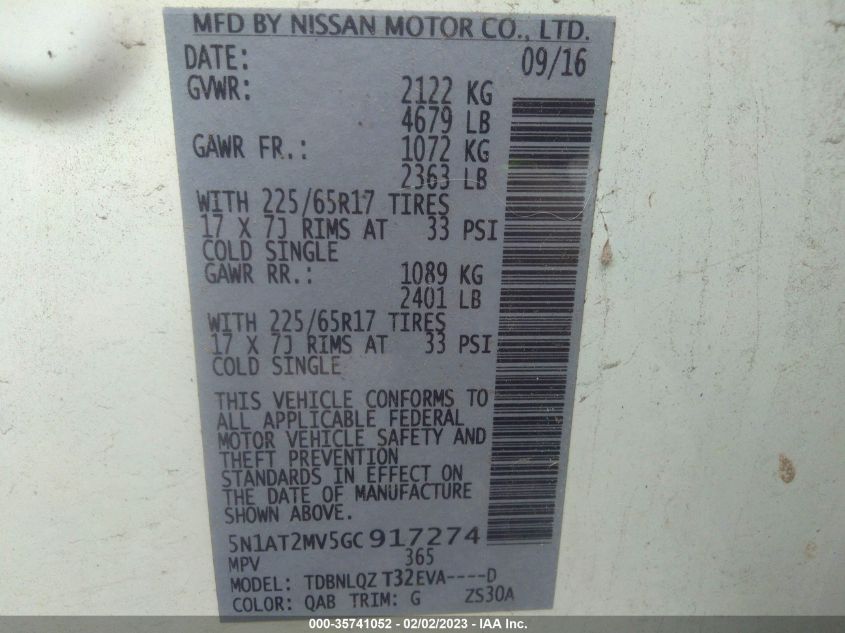 MFD BY NISSAN MOTOR CO., LTD.
DATE: 09/16
GVWR: 2122 KG
4679 LB
GAWR FR.: 1072 KG
2363 LB
WITH 225/65R17 TIRES
17 X 7J RIMS AT 33 PSI
COLD SINGLE
GAWR RR.: 1089 KG
2401 LB
WITH 225/65R17 TIRES
17 X 7J RIMS AT 33 PSI
COLD SINGLE
THIS VEHICLE CONFORMS TO
ALL APPLICABLE FEDERAL
MOTOR VEHICLE SAFETY AND
THEFT PREVENTION
STANDARDS IN EFFECT ON
THE DATE OF MANUFACTURE
SHOWN ABOVE.
5N1AT2MV5GC917274
MPV 365
MODEL: TDBNLQZ T32EVA----D
COLOR: QAB TRIM: G ZS30A
000-35741052 - 02/02/2023 - IAA Inc.